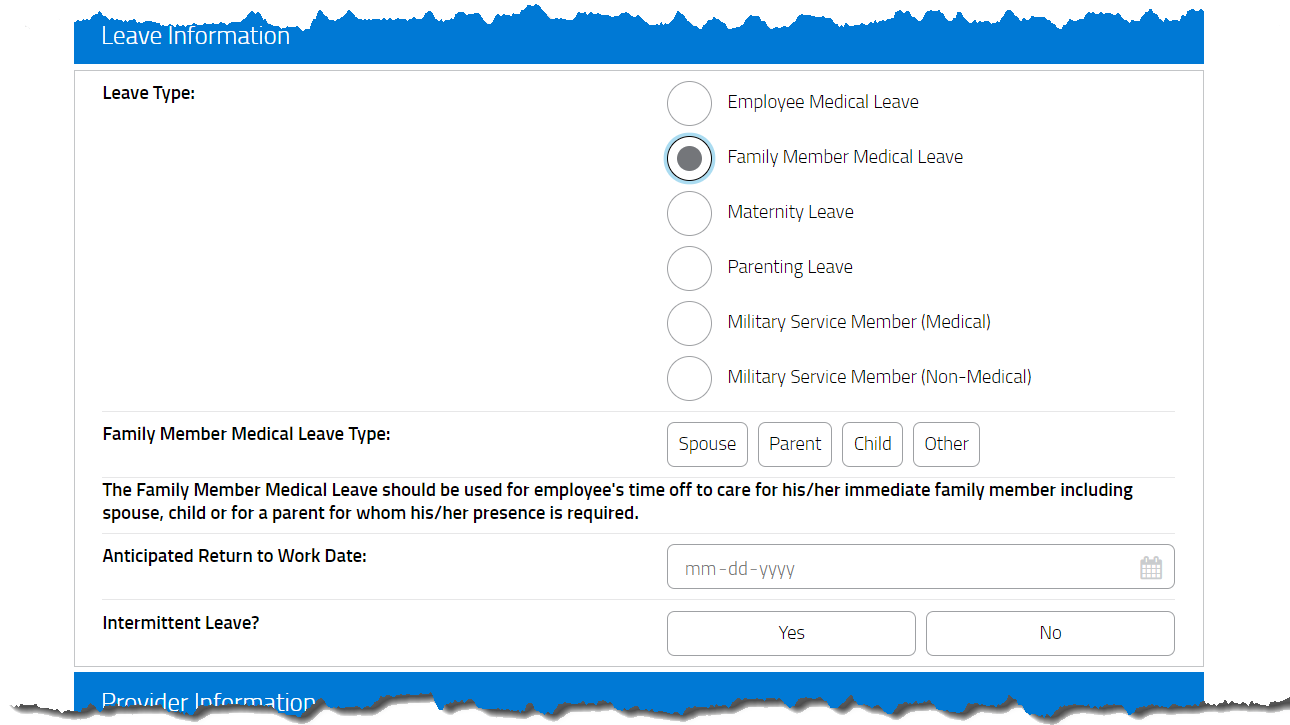 Leave Information
Leave Type:
Employee Medical Leave
Family Member Medical Leave
Maternity Leave
Parenting Leave
Military Service Member (Medical)
Military Service Member (Non-Medical)
Family Member Medical Leave Type:
Spouse Parent Child Other
The Family Member Medical Leave should be used for employee's time off to care for his/her immediate family member including
spouse, child or for a parent for whom his/her presence is required.
Anticipated Return to Work Date:
mm-dd-yyyy
Intermittent Leave?
Yes No
Provider Information